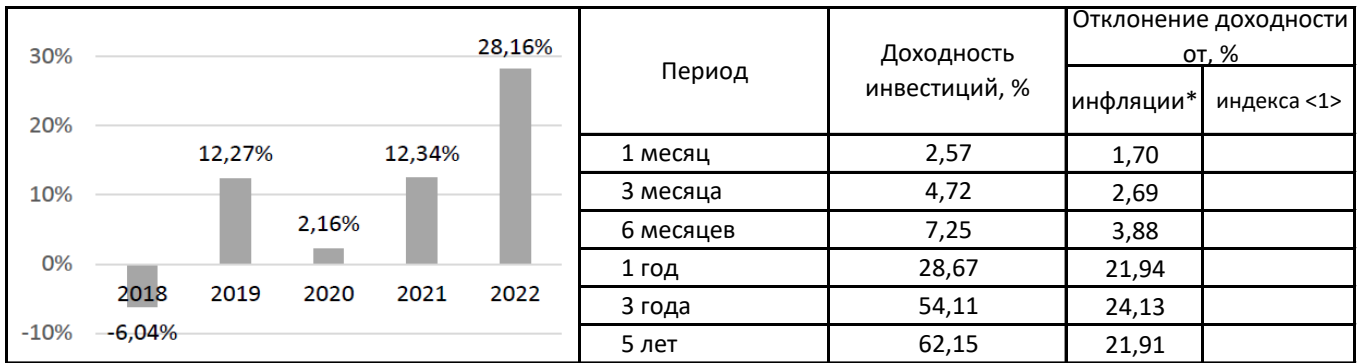 30%
20%
10%
0%
-10%
-6,04%
12,27%
2,16%
12,34%
28,16%
2018 2019 2020 2021 2022
Период
Доходность
инвестиций, %
Отклонение доходности
от, %
инфляции* индекса <1>
1 месяц 2,57 1,70
3 месяца 4,72 2,69
6 месяцев 7,25 3,88
1 год 28,67 21,94
3 года 54,11 24,13
5 лет 62,15 21,91